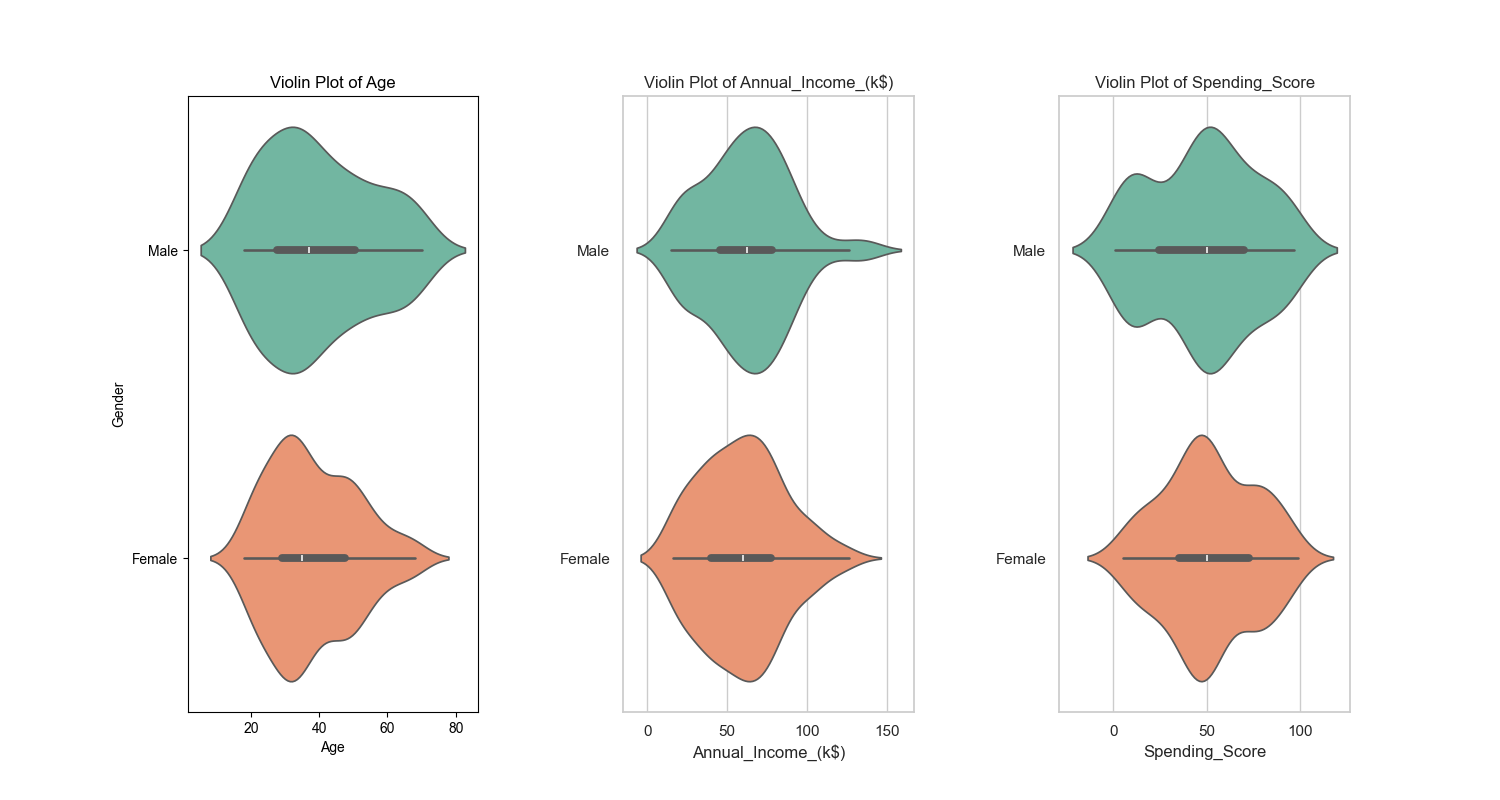 Violin Plot of Age
Male
Female
Gender
20 40 60 80
Age
Violin Plot of Annual_Income_(k$)
Male
Female
0 50 100 150
Annual_Income_(k$)
Violin Plot of Spending_Score
Male
Female
0 50 100
Spending_Score